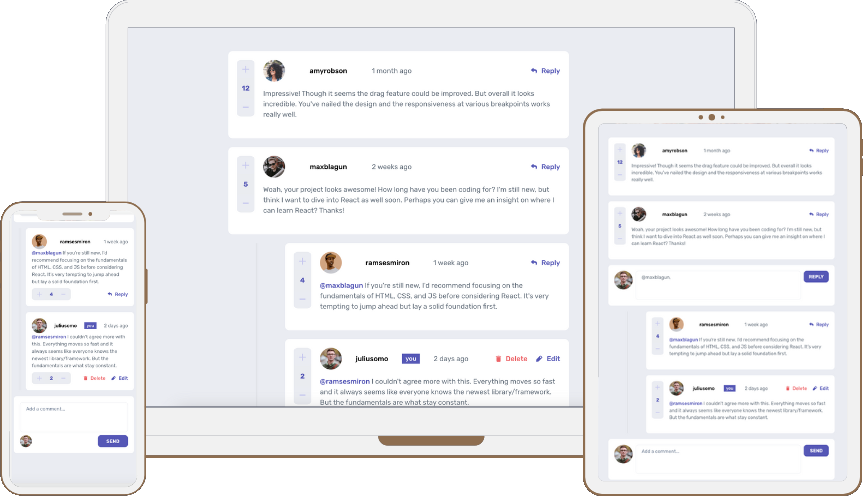 amyrobson 1 month ago Reply
12
Impressive! Though it seems the drag feature could be improved. But overall it looks
incredible. You've nailed the design and the responsiveness at various breakpoints works
really well.
maxblagun 2 weeks ago Reply
5
Woah, your project looks awesome! How long have you been coding for? I'm still new, but
think I want to dive into React as well soon. Perhaps you can give me an insight on where I
can learn React? Thanks!
ramsesmiron 1 week ago Reply
4
@maxblagun If you're still new, I'd recommend focusing on the
fundamentals of HTML, CSS, and JS before considering React. It's very
tempting to jump ahead but lay a solid foundation first.
juliusomo you 2 days ago Delete Edit
2
@ramsesmiron I couldn't agree more with this. Everything moves so fast
and it always seems like everyone knows the newest library/framework.
But the fundamentals are what stay constant.
ramsesmiron 1 week ago
@maxblagun If you're still new, I'd
recommend focusing on the fundamentals
of HTML, CSS, and JS before considering
React. It's very tempting to jump ahead
but lay a solid foundation first.
4 Reply
juliusomo you 2 days ago
@ramsesmiron I couldn't agree more with
this. Everything moves so fast and it
always seems like everyone knows the
newest library/framework. But the
fundamentals are what stay constant.
2 Delete Edit
Add a comment...
SEND
amyrobson 1 month ago Reply
12
Impressive! Though it seems the drag feature could be improved. But overall it looks
incredible. You've nailed the design and the responsiveness at various breakpoints works
really well.
maxblagun 2 weeks ago Reply
5
Woah, your project looks awesome! How long have you been coding for? I'm still new, but
think I want to dive into React as well soon. Perhaps you can give me an insight on where I
can learn React? Thanks!
@maxblagun, REPLY
ramsesmiron 1 week ago Reply
4
@maxblagun If you're still new, I'd recommend focusing on the
fundamentals of HTML, CSS, and JS before considering React. It's very
tempting to jump ahead but lay a solid foundation first.
juliusomo you 2 days ago Delete Edit
2
@ramsesmiron I couldn't agree more with this. Everything moves so fast
and it always seems like everyone knows the newest library/framework.
But the fundamentals are what stay constant.
Add a comment... SEND